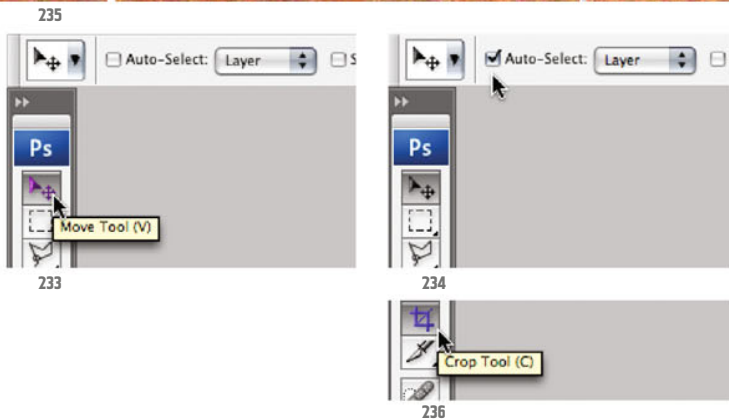 235
Auto-Select: Layer S
Ps
Move Tool (V)
233
Auto-Select: Layer
Ps
234
Crop Tool (C)
236